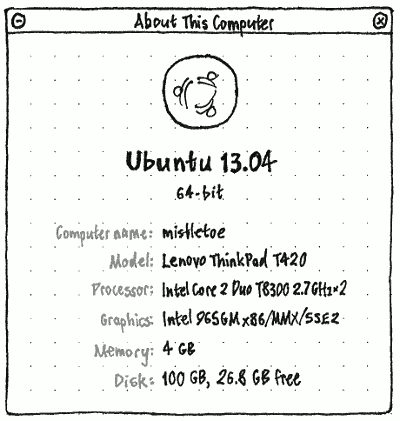 About This Computer
Ubuntu 13.04
64-bit
Computer name: mistletoe
Model: Lenovo ThinkPad T420
Processor: Intel Core 2 Duo T8300 2.7GHz×2
Graphics: Intel 965GM x86/MMX/SSE2
Memory: 4 GB
Disk: 100 GB, 26.8 GB free